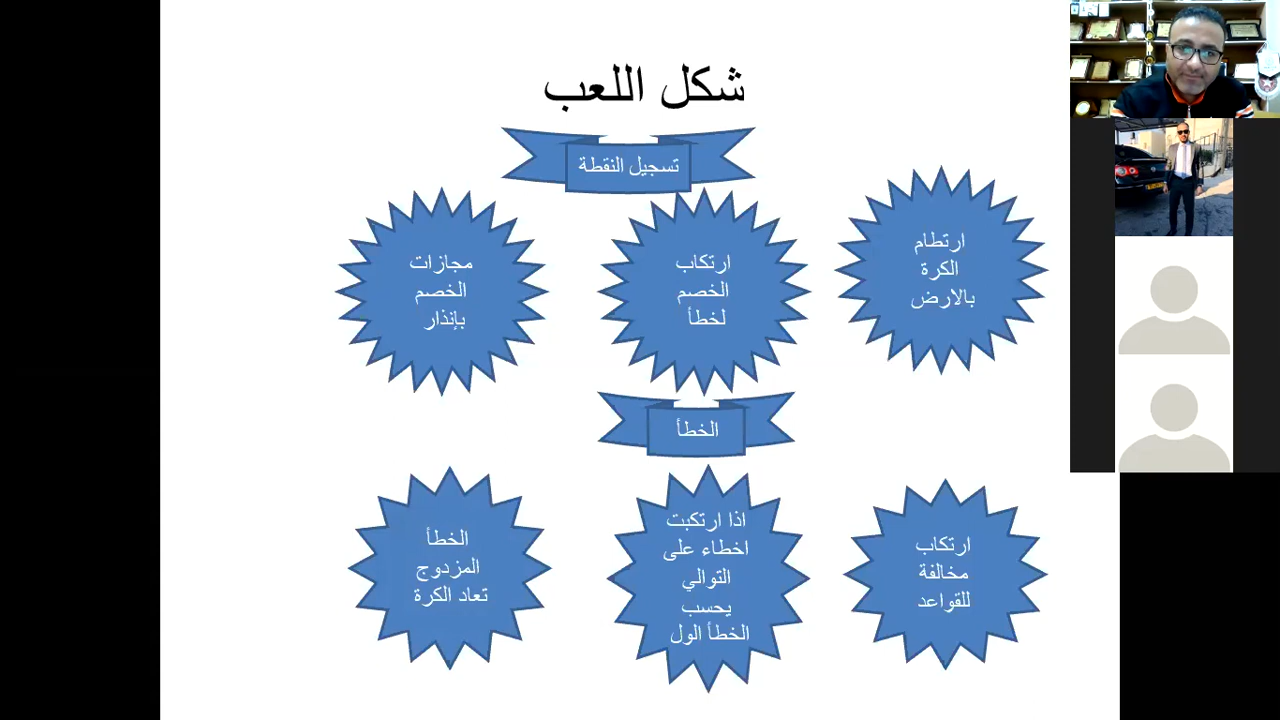 شكل اللعب
تسجيل النقطة
ارتطام
الكرة
بالارض
ارتكاب
الخصم
لخطأ
مجازات
الخصم
بإنذار
الخطأ
ارتكاب
مخالفة
للقواعد
اذا ارتكبت
اخطاء على
التوالي
يحسب
الخطأ الول
الخطأ
المزدوج
تعاد الكرة